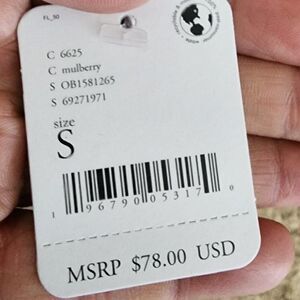 FL_50
C 6625
C mulberry
S OB1581265
S 69271971
size
S
1 96790 05317 0
MSRP $78.00 USD